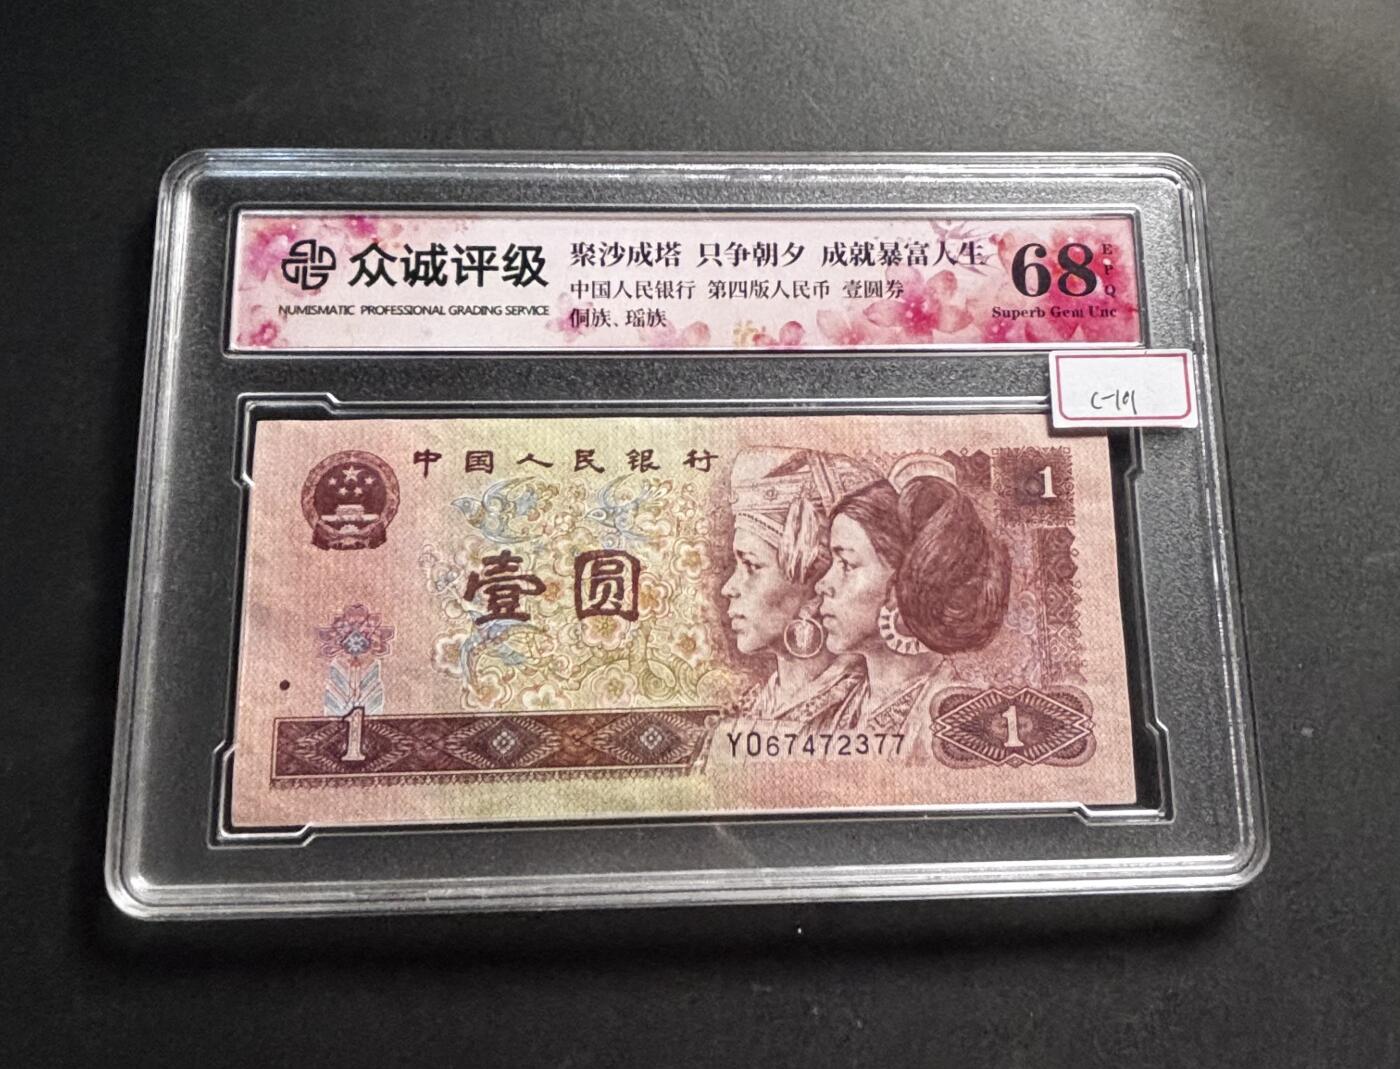 众诚评级
NUMISMATIC PROFESSIONAL GRADING SERVICE
聚沙成塔 只争朝夕 成就暴富人生
中国人民银行 第四版人民币 壹圆券
侗族、瑶族
68
EPQ
Superb Gem Unc
C-101
中国人民银行
1
壹圆
1
YO67472377
1